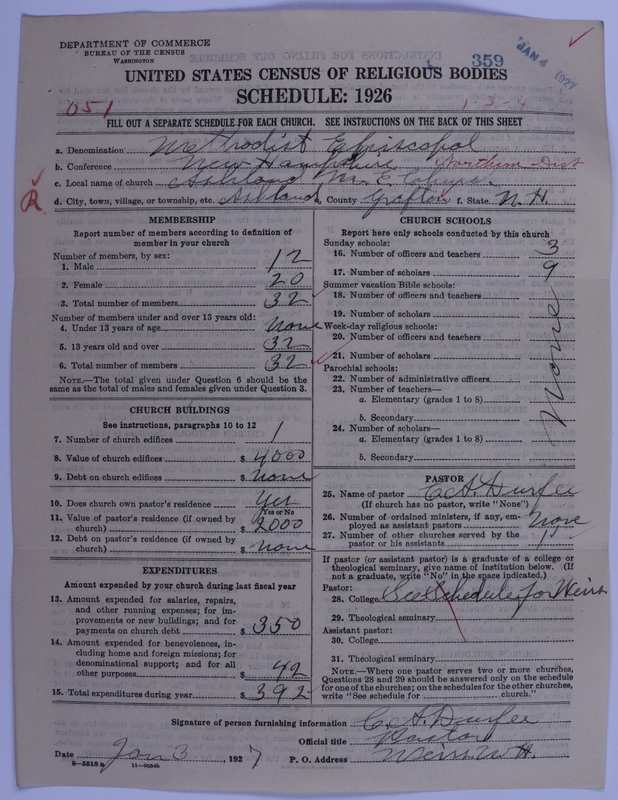 DEPARTMENT OF COMMERCE
BUREAU OF THE CENSUS
WASHINGTON
359
JAN 4 1927
UNITED STATES CENSUS OF RELIGIOUS BODIES
SCHEDULE: 1926
051
1-3-4
FILL OUT A SEPARATE SCHEDULE FOR EACH CHURCH. SEE INSTRUCTIONS ON THE BACK OF THIS SHEET
a. Denomination Methodist Episcopal
b. Conference New Hampshire Northern Dist
c. Local name of church Ashland M. E. Church
d. City, town, village, or township, etc. Ashland e. County Grafton f. State N. H.
R
MEMBERSHIP
Report number of members according to definition of
member in your church
Number of members, by sex:
1. Male 12
2. Female 20
3. Total number of members 32
Number of members under and over 13 years old:
4. Under 13 years of age none
5. 13 years old and over 32
6. Total number of members 32
NOTE.—The total given under Question 6 should be
same as the total of males and females given under Question 3.
CHURCH BUILDINGS
See instructions, paragraphs 10 to 12
7. Number of church edifices 1
8. Value of church edifices $ 4000
9. Debt on church edifices $ none
10. Does church own pastor's residence Yes
Yes or No
11. Value of pastor's residence (if owned by
church) $ 2000
12. Debt on pastor's residence (if owned by
church) $ none
EXPENDITURES
Amount expended by your church during last fiscal year
13. Amount expended for salaries, repairs,
and other running expenses; for im-
provements or new buildings; and for
payments on church debt $ 350
14. Amount expended for benevolences, in-
cluding home and foreign missions; for
denominational support; and for all
other purposes $ 42
15. Total expenditures during year $ 392
CHURCH SCHOOLS
Report here only schools conducted by this church
Sunday schools:
16. Number of officers and teachers 3
17. Number of scholars 9
Summer vacation Bible schools:
18. Number of officers and teachers
19. Number of scholars
Week-day religious schools:
20. Number of officers and teachers
21. Number of scholars
Parochial schools:
22. Number of administrative officers
23. Number of teachers—
a. Elementary (grades 1 to 8)
b. Secondary
24. Number of scholars—
a. Elementary (grades 1 to 8)
b. Secondary
None
PASTOR
25. Name of pastor C. A. Durfee
(If church has no pastor, write "None")
26. Number of ordained ministers, if any, em-
ployed as assistant pastors None
27. Number of other churches served by the
pastor or his assistants 1
If pastor (or assistant pastor) is a graduate of a college or
theological seminary, give name of institution below. (If
not a graduate, write "No" in the space indicated.)
Pastor:
28. College See Schedule for Weirs
29. Theological seminary
Assistant pastor:
30. College
31. Theological seminary
NOTE.—Where one pastor serves two or more churches,
Questions 28 and 29 should be answered only on the schedule
for one of the churches; on the schedules for the other churches,
write "See schedule for church."
Signature of person furnishing information C. A. Durfee
Official title Pastor
Date Jan 3, 1927 P. O. Address Weirs N. H.
8—5518 a